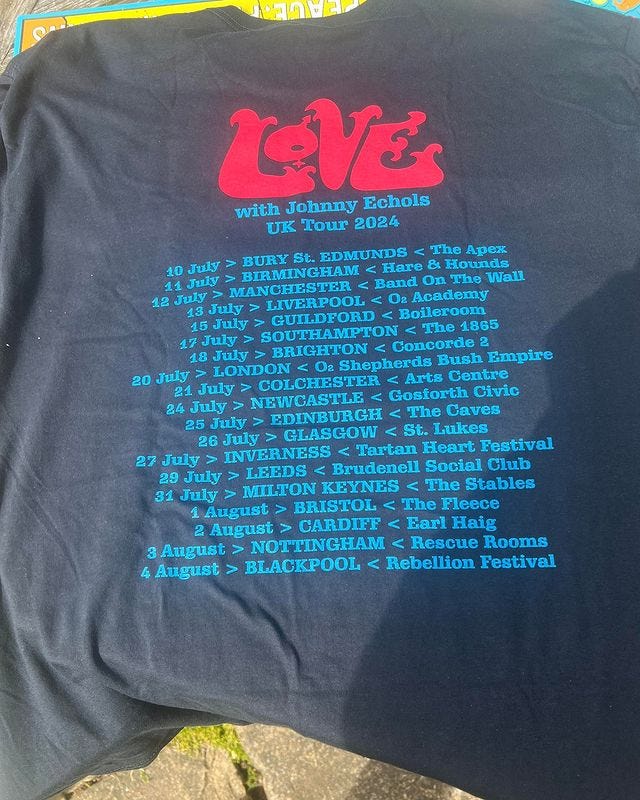 PEACE.
LOVE
with Johnny Echols
UK Tour 2024
10 July > BURY St. EDMUNDS < The Apex
11 July > BIRMINGHAM < Hare & Hounds
12 July > MANCHESTER < Band On The Wall
13 July > LIVERPOOL < O₂ Academy
15 July > GUILDFORD < Boileroom
17 July > SOUTHAMPTON < The 1865
18 July > BRIGHTON < Concorde 2
20 July > LONDON < O₂ Shepherds Bush Empire
21 July > COLCHESTER < Arts Centre
24 July > NEWCASTLE < Gosforth Civic
25 July > EDINBURGH < The Caves
26 July > GLASGOW < St. Lukes
27 July > INVERNESS < Tartan Heart Festival
29 July > LEEDS < Brudenell Social Club
31 July > MILTON KEYNES < The Stables
1 August > BRISTOL < The Fleece
2 August > CARDIFF < Earl Haig
3 August > NOTTINGHAM < Rescue Rooms
4 August > BLACKPOOL < Rebellion Festival